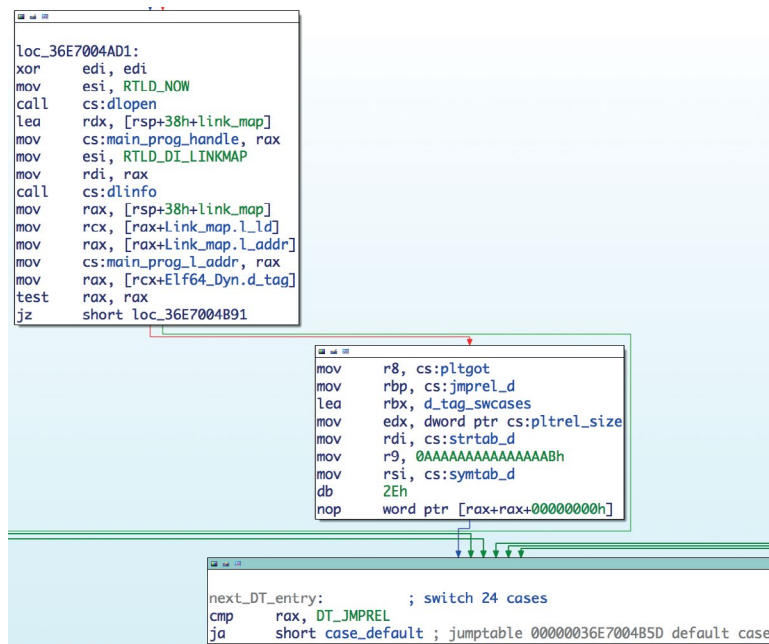 loc_36E7004AD1:
xor edi, edi
mov esi, RTLD_NOW
call cs:dlopen
lea rdx, [rsp+38h+link_map]
mov cs:main_prog_handle, rax
mov esi, RTLD_DI_LINKMAP
mov rdi, rax
call cs:dlinfo
mov rax, [rsp+38h+link_map]
mov rcx, [rax+Link_map.l_ld]
mov rax, [rax+Link_map.l_addr]
mov cs:main_prog_l_addr, rax
mov rax, [rcx+Elf64_Dyn.d_tag]
test rax, rax
jz short loc_36E7004B91
mov r8, cs:pltgot
mov rbp, cs:jmprel_d
lea rbx, d_tag_swcases
mov edx, dword ptr cs:pltrel_size
mov rdi, cs:strtab_d
mov r9, 0AAAAAAAAAAAAAAABh
mov rsi, cs:symtab_d
db 2Eh
nop word ptr [rax+rax+00000000h]
next_DT_entry: ; switch 24 cases
cmp rax, DT_JMPREL
ja short case_default ; jumptable 00000036E7004B5D default case